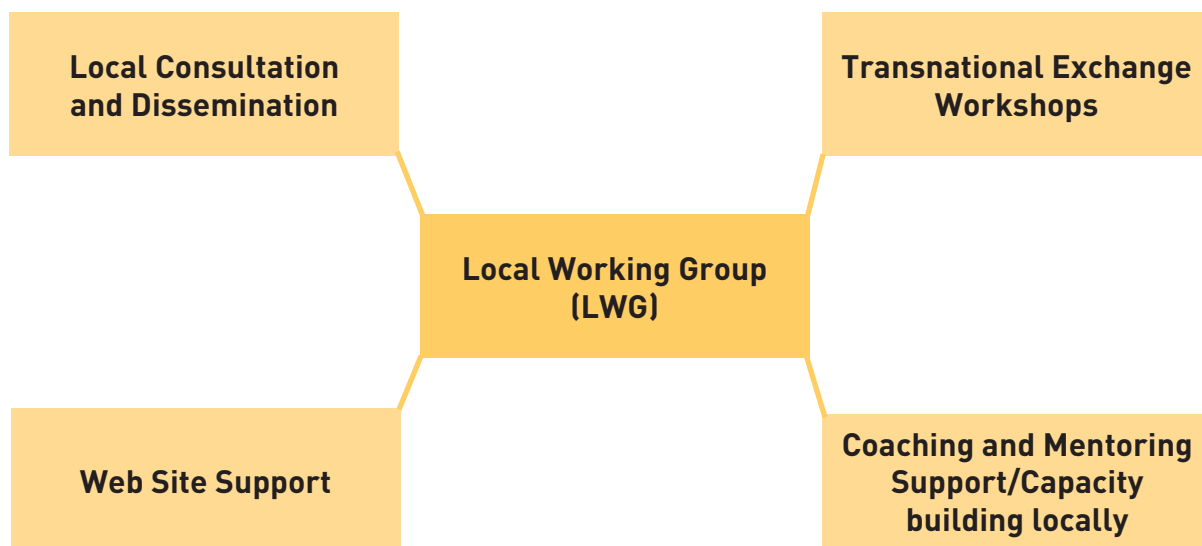 Local Consultation
and Dissemination
Transnational Exchange
Workshops
Local Working Group
(LWG)
Web Site Support
Coaching and Mentoring
Support/Capacity
building locally